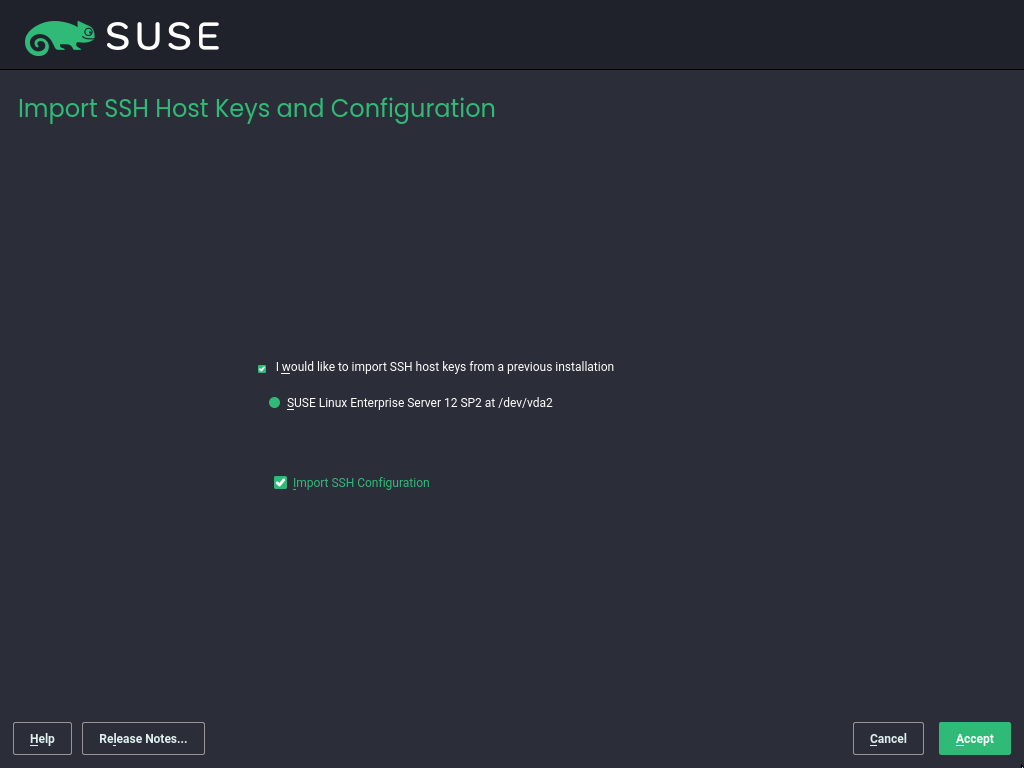 SUSE
Import SSH Host Keys and Configuration
I would like to import SSH host keys from a previous installation
SUSE Linux Enterprise Server 12 SP2 at /dev/vda2
Import SSH Configuration
Help
Release Notes...
Cancel
Accept